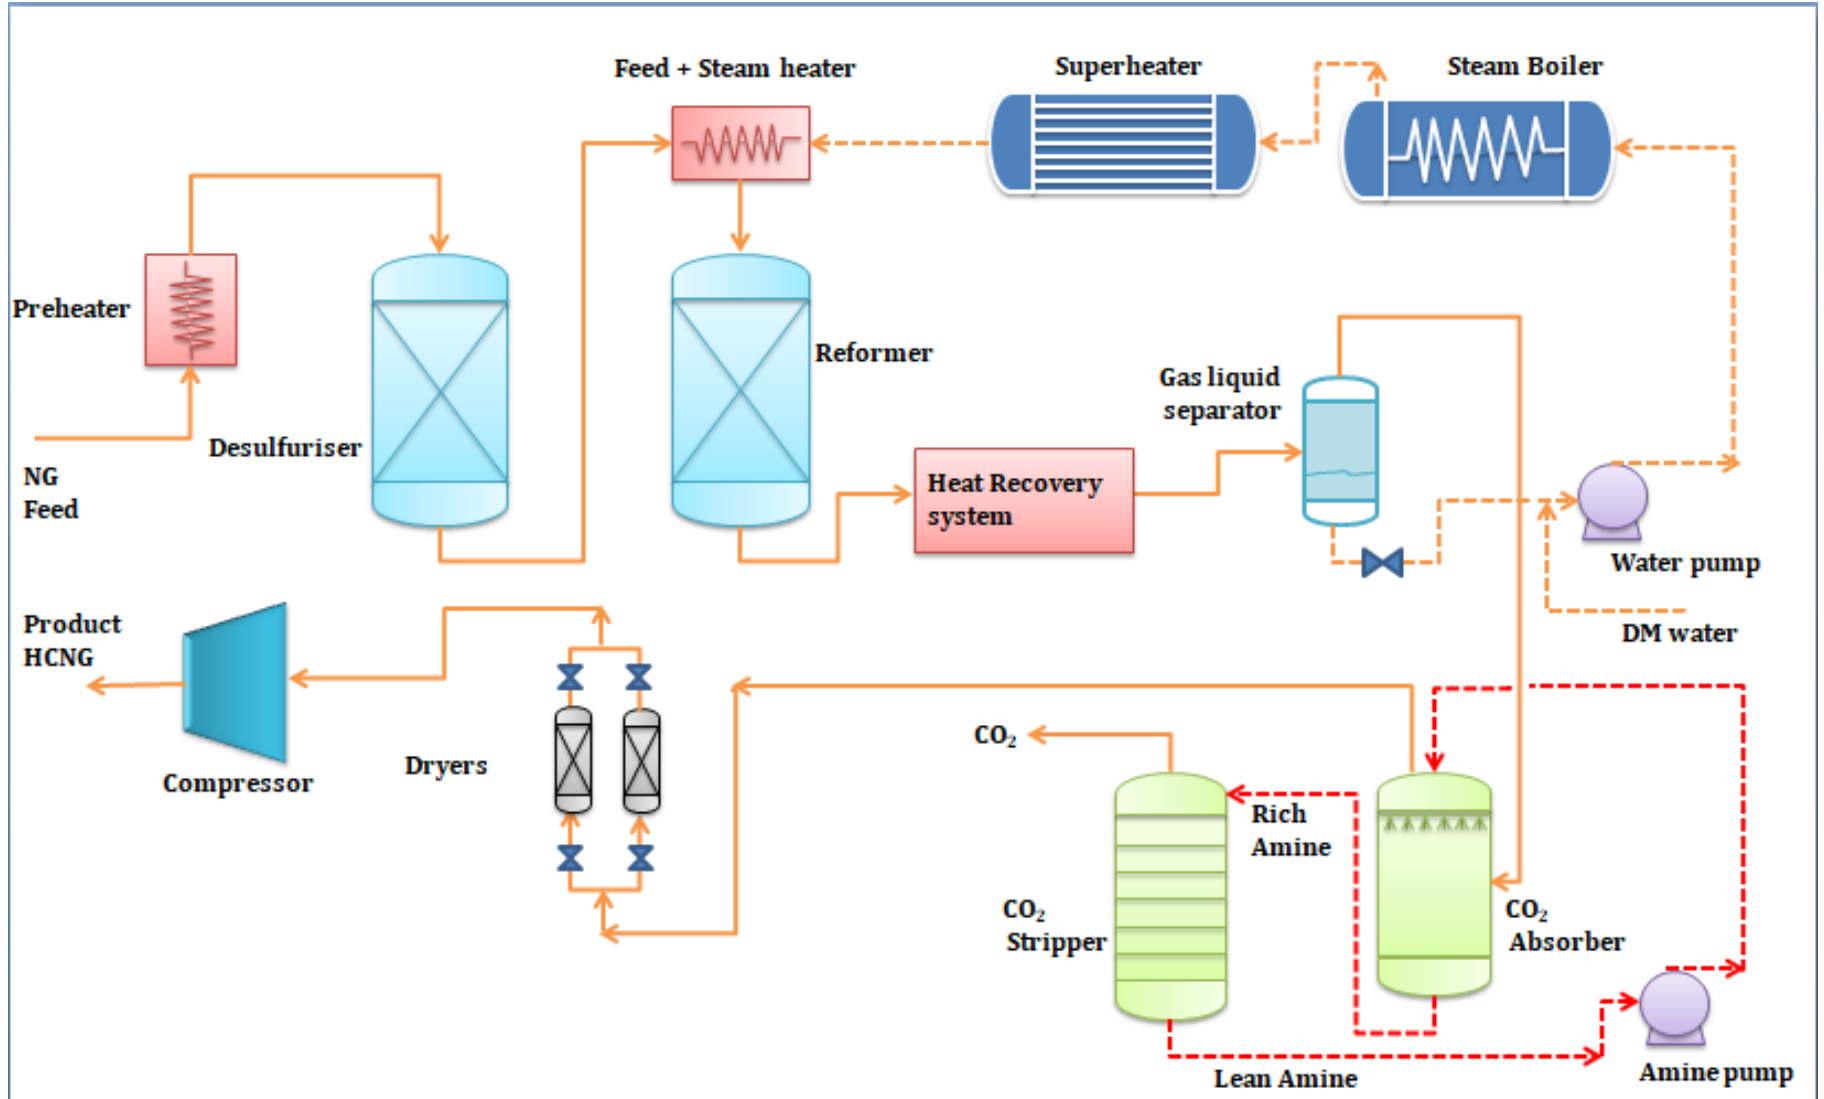 Feed + Steam heater
Superheater
Steam Boiler
Preheater
Reformer
Gas liquid
separator
Desulfuriser
NG
Feed
Heat Recovery
system
Water pump
DM water
Product
HCNG
Compressor
Dryers
CO₂
Rich
Amine
CO₂
Stripper
CO₂
Absorber
Lean Amine
Amine pump